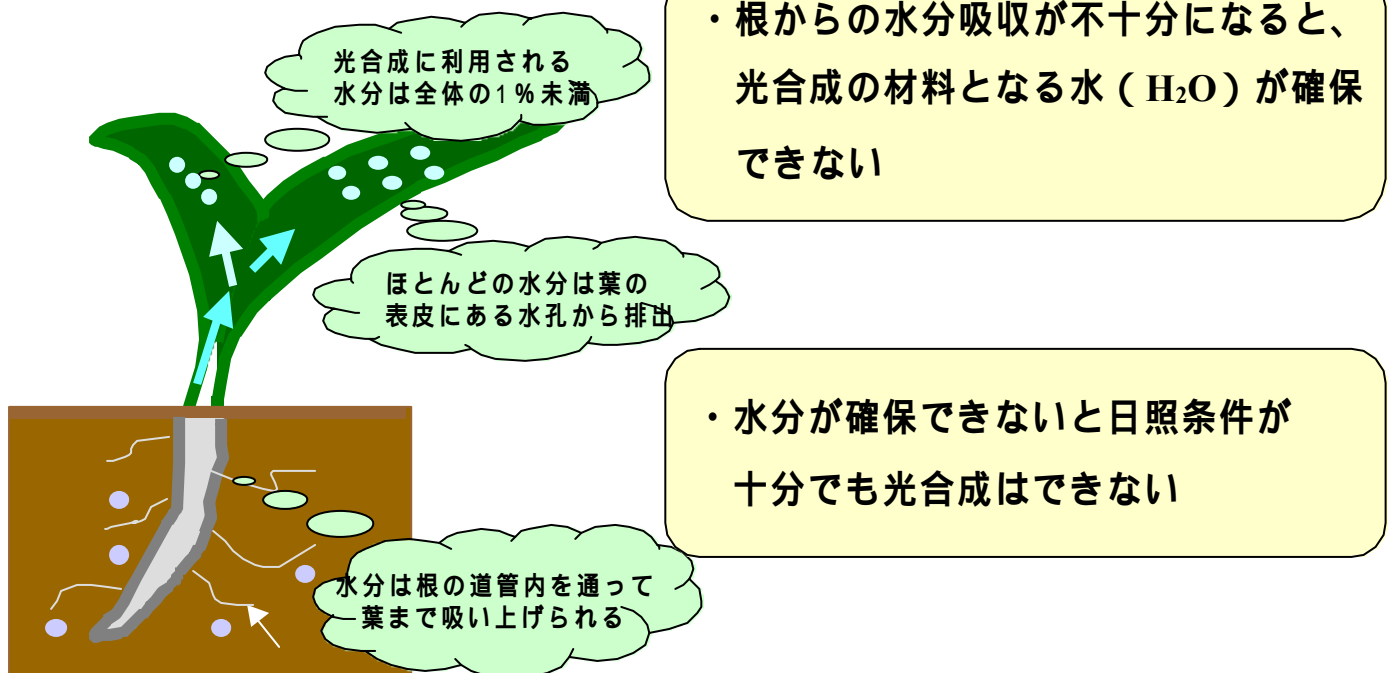 光合成に利用される
水分は全体の1%未満
ほとんどの水分は葉の
表皮にある水孔から排出
水分は根の道管内を通って
葉まで吸い上げられる
・根からの水分吸収が不十分になると、
光合成の材料となる水（H₂O）が確保
できない
・水分が確保できないと日照条件が
十分でも光合成はできない